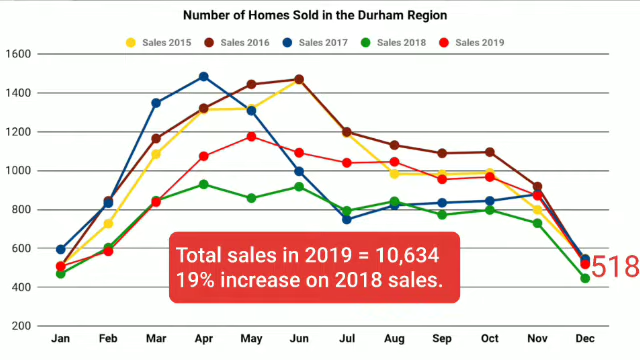 Number of Homes Sold in the Durham Region
Sales 2015 Sales 2016 Sales 2017 Sales 2018 Sales 2019
1600
1400
1200
1000
800
600
400
200
Total sales in 2019 = 10,634
19% increase on 2018 sales.
518
Jan Feb Mar Apr May Jun Jul Aug Sep Oct Nov Dec